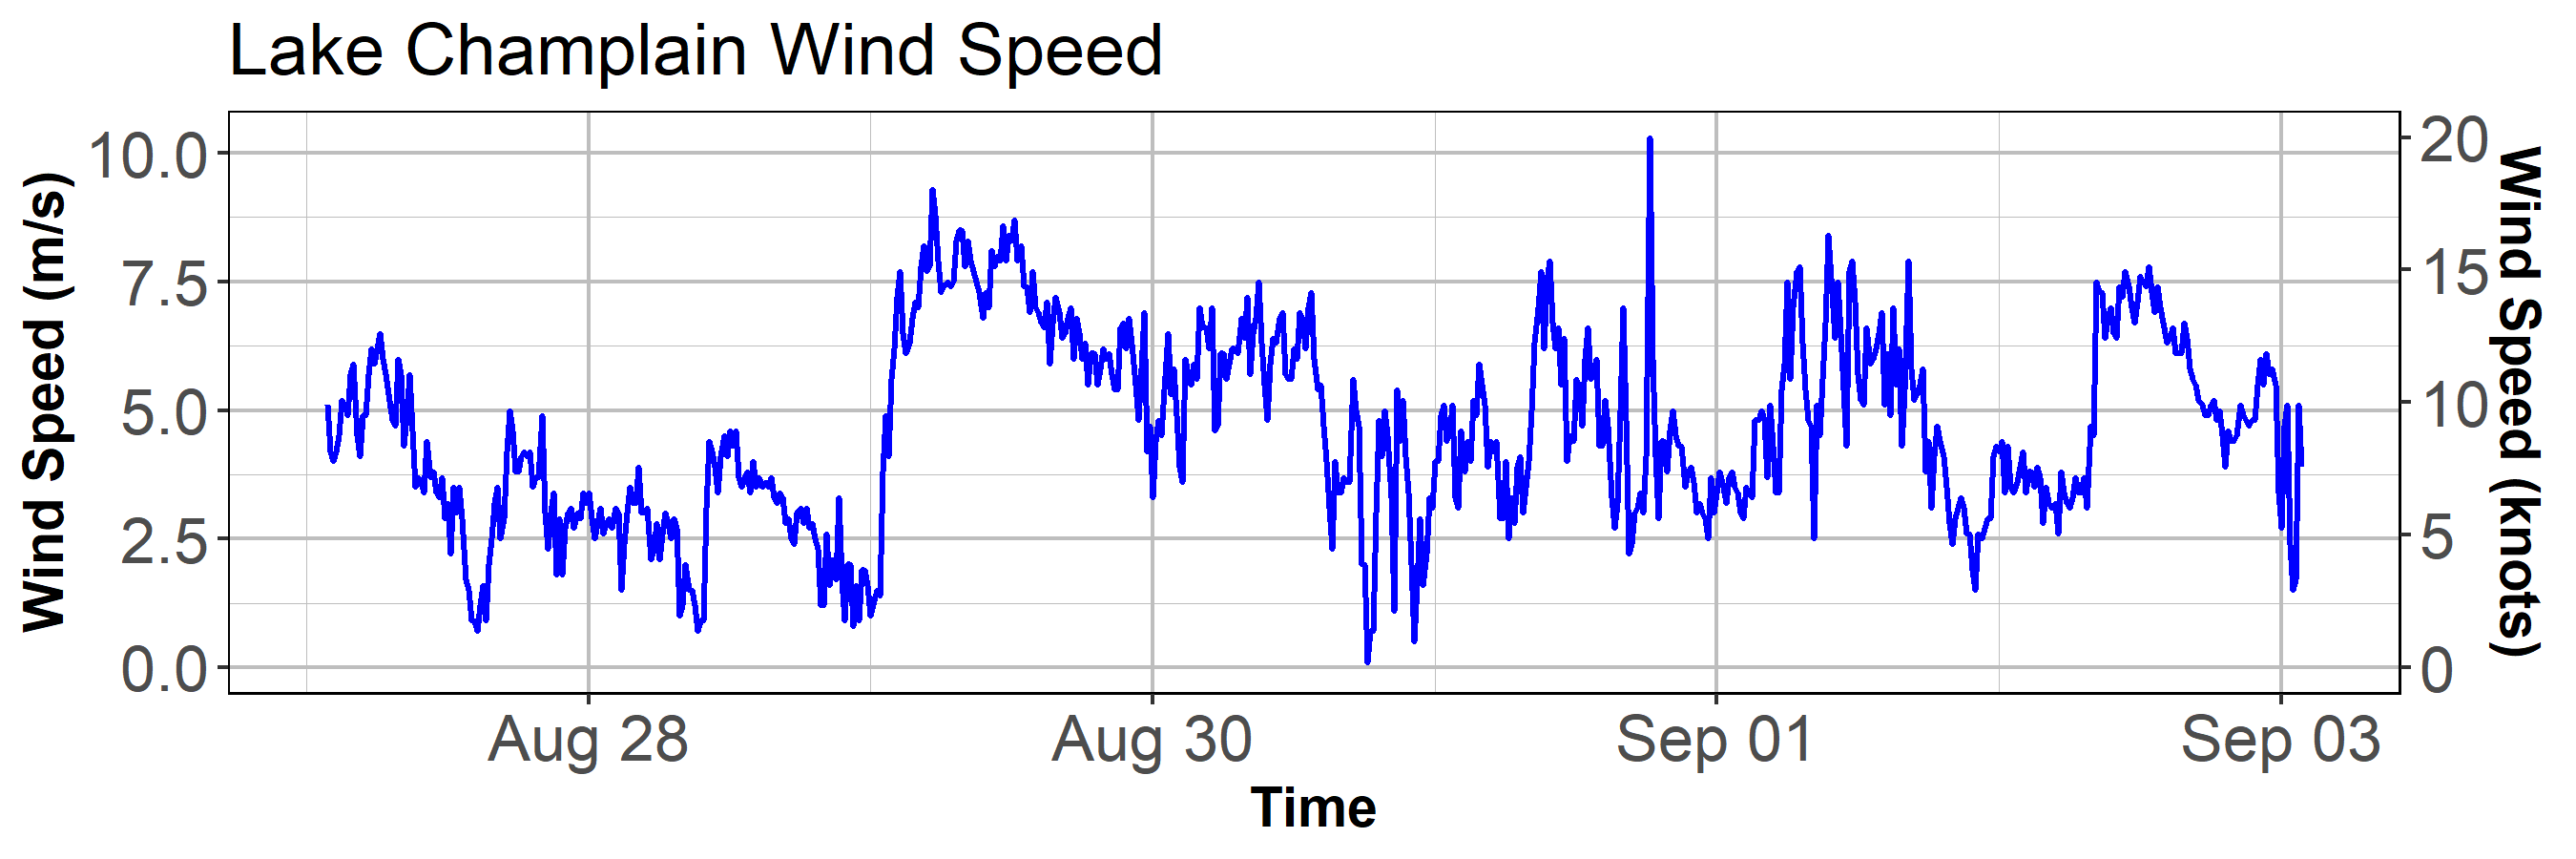 Lake Champlain Wind Speed
Wind Speed (m/s)
10.0
7.5
5.0
2.5
0.0
20
15
10
5
0
Wind Speed (knots)
Aug 28
Aug 30
Sep 01
Sep 03
Time